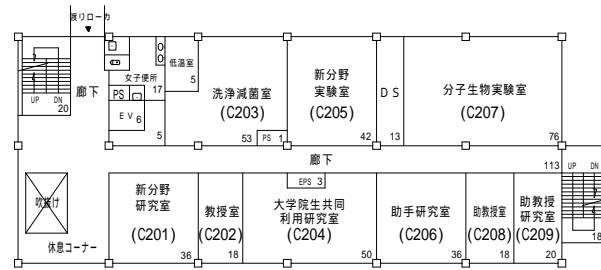 渡りローカ
低温室
5
女子便所
PS
17
EV
6
5
UP DN
20
廊下
洗浄滅菌室
(C203)
53
PS 1
新分野
実験室
(C205)
42
DS
13
分子生物実験室
(C207)
76
廊下
113
UP DN
18
吹抜け
休息コーナー
新分野
研究室
(C201)
36
教授室
(C202)
18
EPS 3
大学院生共同
利用研究室
(C204)
50
助手研究室
(C206)
36
助教授室
(C208)
18
助教授
研究室
(C209)
20